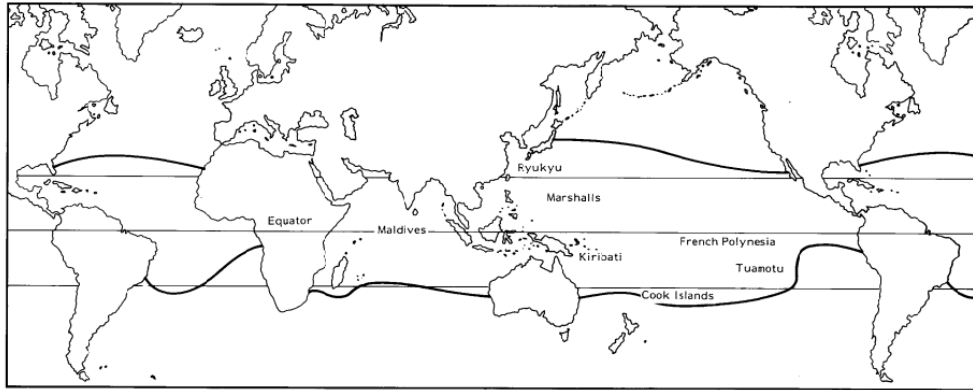 Ryukyu
Marshalls
Equator
Maldives
French Polynesia
Kiribati
Tuamotu
Cook Islands